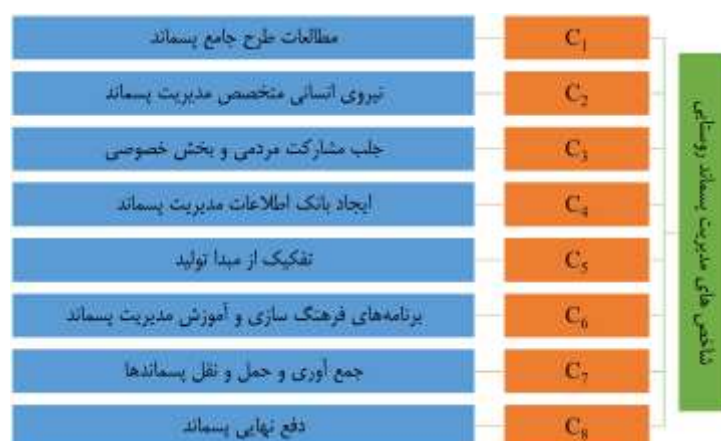 شاخص های مدیریت پسماند روستایی
C1
مطالعات طرح جامع پسماند
C2
نیروی انسانی متخصص مدیریت پسماند
C3
جلب مشارکت مردمی و بخش خصوصی
C4
ایجاد بانک اطلاعات مدیریت پسماند
C5
تفکیک از مبدا تولید
C6
برنامه‌های فرهنگ سازی و آموزش مدیریت پسماند
C7
جمع آوری و حمل و نقل پسماندها
C8
دفع نهایی پسماند